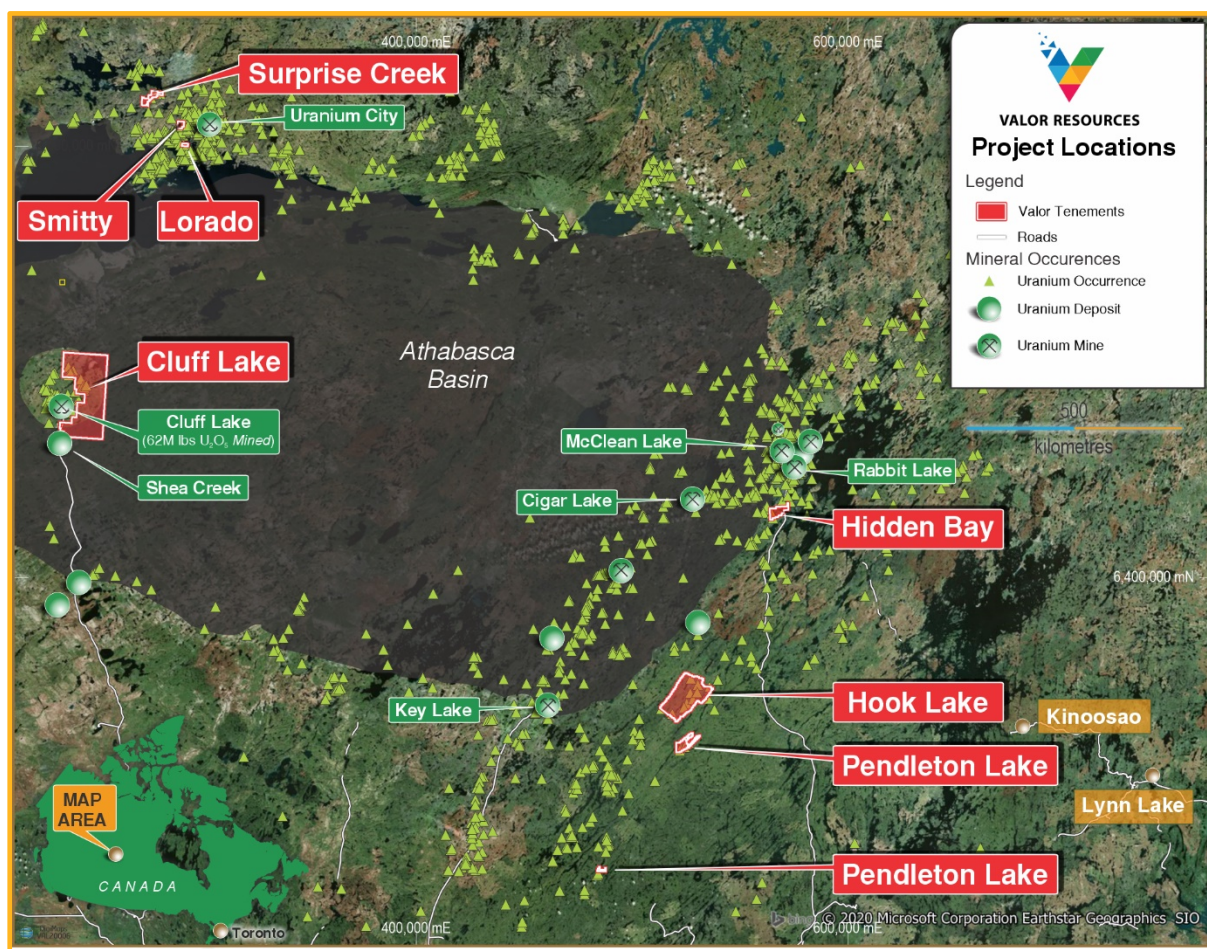 400,000 mE
600,000 mE
VALOR RESOURCES
Project Locations
Legend
Valor Tenements
Roads
Mineral Occurences
Uranium Occurrence
Uranium Deposit
Uranium Mine
500
kilometres
Surprise Creek
Uranium City
Smitty
Lorado
Cluff Lake
Athabasca
Basin
Cluff Lake
(62M lbs U₃O₈ Mined)
Shea Creek
McClean Lake
Rabbit Lake
Cigar Lake
Hidden Bay
6,400,000 mN
Key Lake
Hook Lake
Kinoosao
Pendleton Lake
Lynn Lake
MAP
AREA
Pendleton Lake
CANADA
Toronto
400,000 mE
600,000 mE
© 2020 Microsoft Corporation Earthstar Geographics SIO